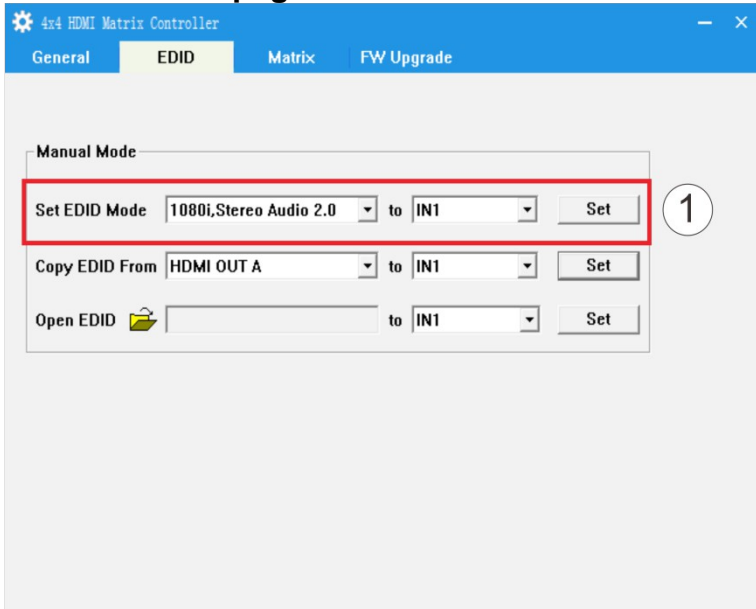 4x4 HDMI Matrix Controller
General EDID Matrix FW Upgrade
Manual Mode
Set EDID Mode 1080i,Stereo Audio 2.0 to IN1 Set
1
Copy EDID From HDMI OUT A to IN1 Set
Open EDID to IN1 Set